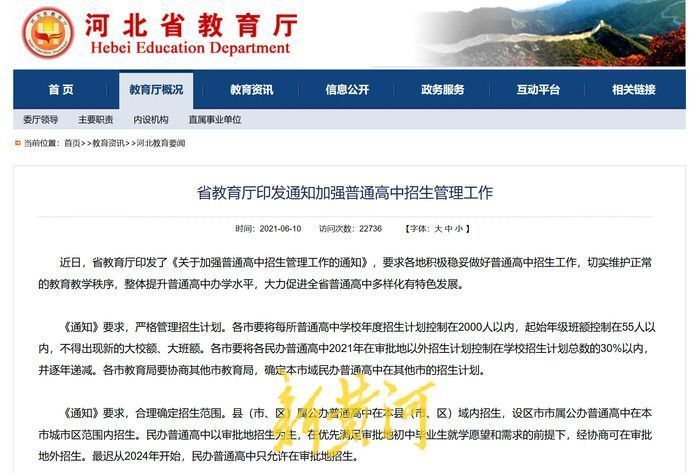 河北省教育厅
Hebei Education Department
首 页 教育厅概况 教育资讯 信息公开 政务服务 互动平台 相关链接
委厅领导 主要职责 内设机构 直属事业单位
当前位置：首页>>教育资讯>>河北教育要闻
省教育厅印发通知加强普通高中招生管理工作
时间：2021-06-10 访问次数：22736 【字体：大 中 小 】
近日，省教育厅印发了《关于加强普通高中招生管理工作的通知》，要求各地积极稳妥做好普通高中招生工作，切实维护正常
的教育教学秩序，整体提升普通高中办学水平，大力促进全省普通高中多样化有特色发展。
《通知》要求，严格管理招生计划。各市要将每所普通高中学校年度招生计划控制在2000人以内，起始年级班额控制在55人以
内，不得出现新的大校额、大班额。各市要将各民办普通高中2021年在审批地以外招生计划控制在学校招生计划总数的30%以内，
并逐年递减。各市教育局要协商其他市教育局，确定本市域民办普通高中在其他市的招生计划。
新黄河
《通知》要求，合理确定招生范围。县（市、区）属公办普通高中在本县（市、区）域内招生，设区市市属公办普通高中在本
市城市区范围内招生。民办普通高中以审批地招生为主，在优先满足审批地初中毕业生就学愿望和需求的前提下，经协商可在审批
地外招生。最迟从2024年开始，民办普通高中只允许在审批地招生。